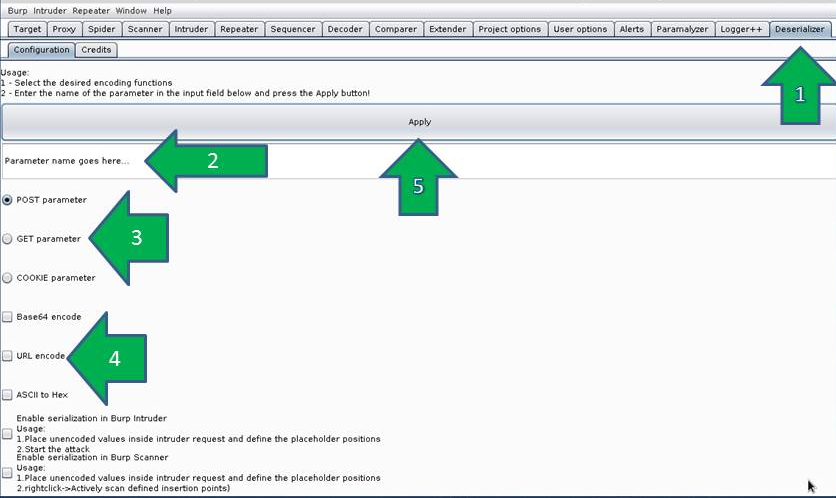 Burp Intruder Repeater Window Help
Target Proxy Spider Scanner Intruder Repeater Sequencer Decoder Comparer Extender Project options User options Alerts Paramalyzer Logger++ Deserializer
Configuration Credits
Usage:
1 - Select the desired encoding functions
2 - Enter the name of the parameter in the input field below and press the Apply button!
1
Apply
Parameter name goes here...
2
5
POST parameter
GET parameter
3
COOKIE parameter
Base64 encode
URL encode
4
ASCII to Hex
Enable serialization in Burp Intruder
Usage:
1.Place unencoded values inside intruder request and define the placeholder positions
2.Start the attack
Enable serialization in Burp Scanner
Usage:
1.Place unencoded values inside intruder request and define the placeholder positions
2.rightclick->Actively scan defined insertion points)